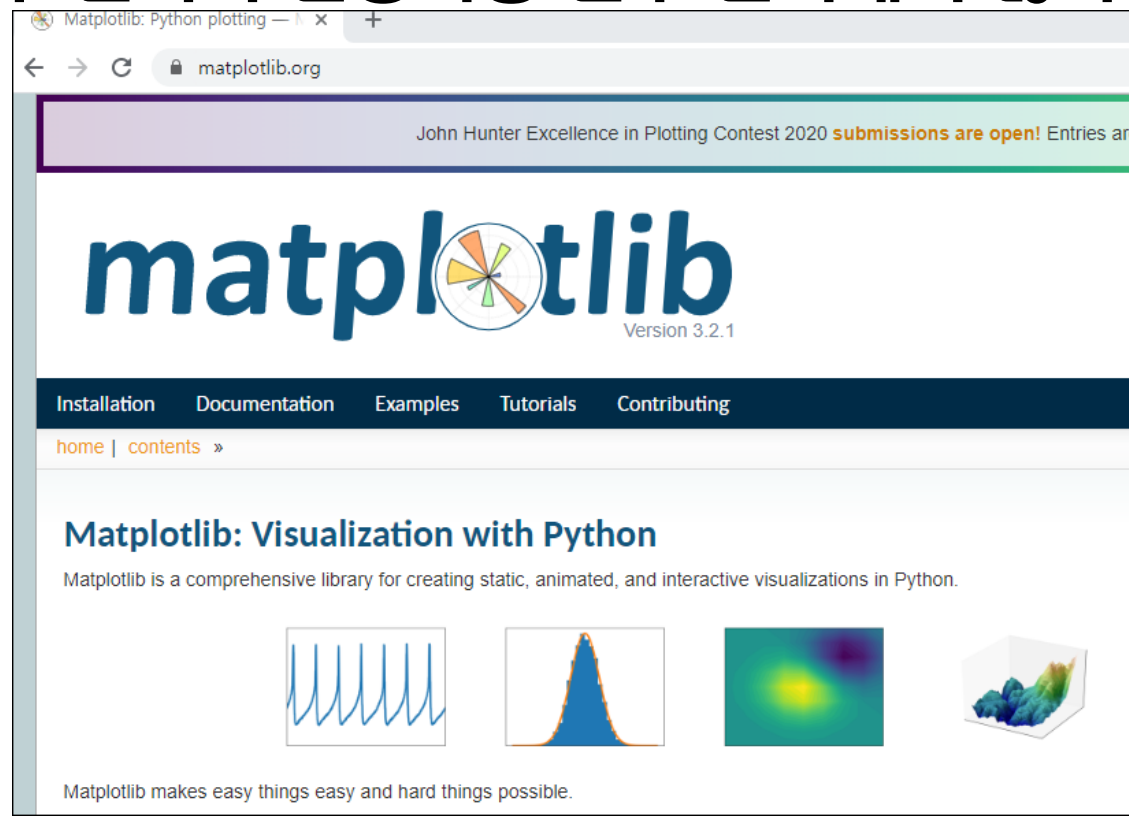 Matplotlib: Python plotting —
matplotlib.org
John Hunter Excellence in Plotting Contest 2020 submissions are open! Entries
matplotlib
Version 3.2.1
Installation Documentation Examples Tutorials Contributing
home | contents »
Matplotlib: Visualization with Python
Matplotlib is a comprehensive library for creating static, animated, and interactive visualizations in Python.
Matplotlib makes easy things easy and hard things possible.